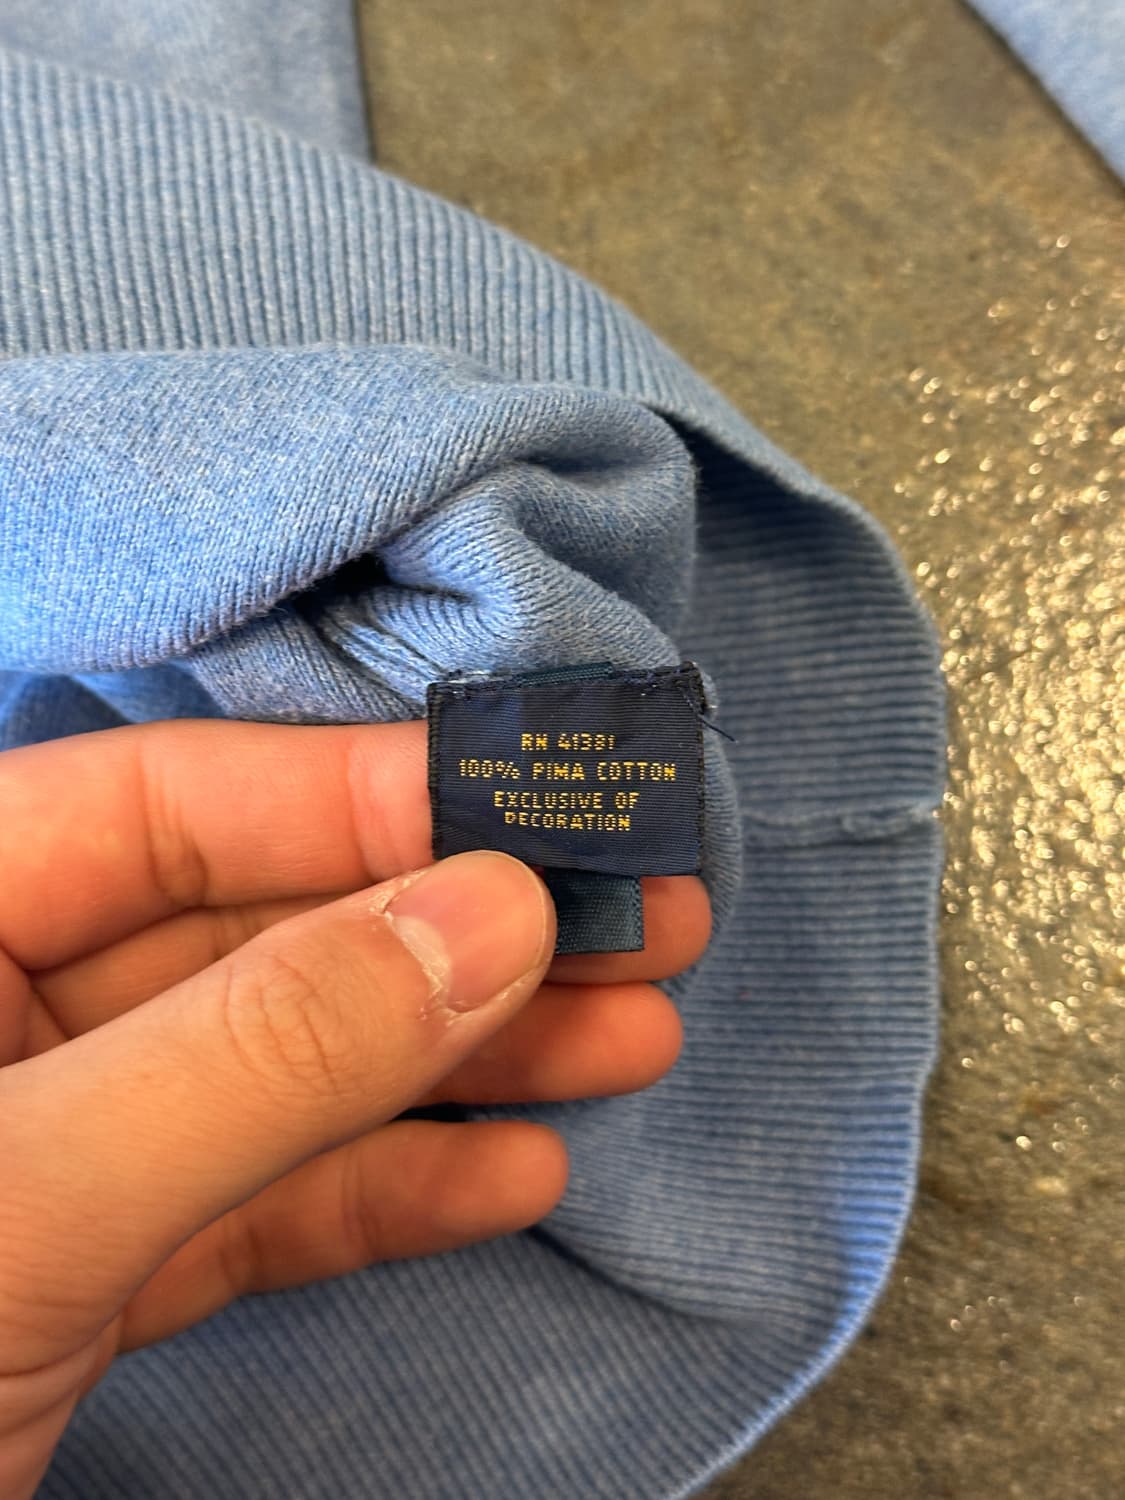 RN 41381
100% PIMA COTTON
EXCLUSIVE OF
DECORATION